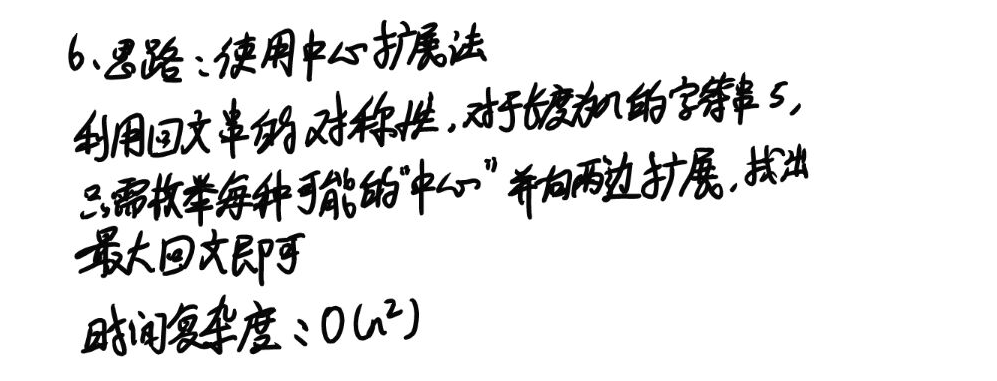 6、思路：使用中心扩展法
利用回文串的对称性，对于长度为n的字符串s，
只需枚举每种可能的“中心”并向两边扩展，找出
最大回文即可
时间复杂度：O(n²)